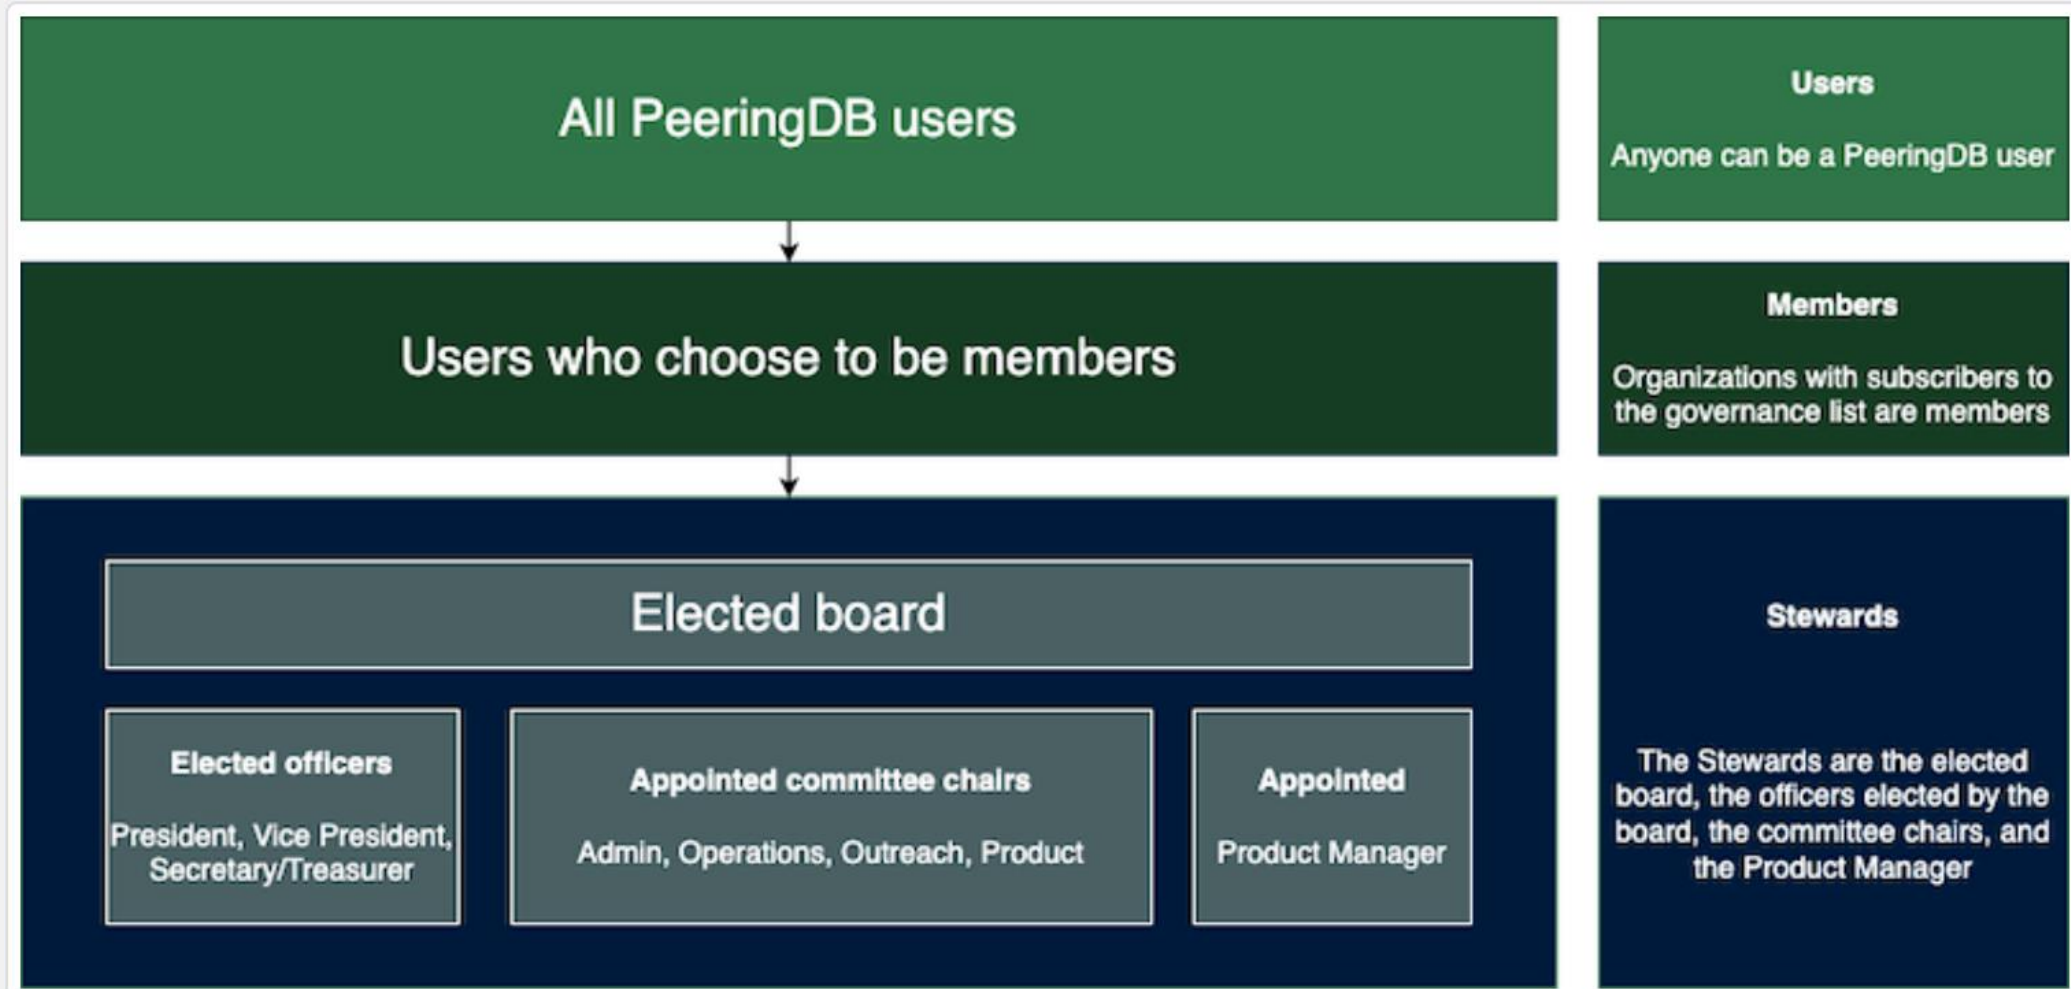 All PeeringDB users
Users
Anyone can be a PeeringDB user
Users who choose to be members
Members
Organizations with subscribers to
the governance list are members
Elected board
Elected officers
President, Vice President,
Secretary/Treasurer
Appointed committee chairs
Admin, Operations, Outreach, Product
Appointed
Product Manager
Stewards
The Stewards are the elected
board, the officers elected by the
board, the committee chairs, and
the Product Manager